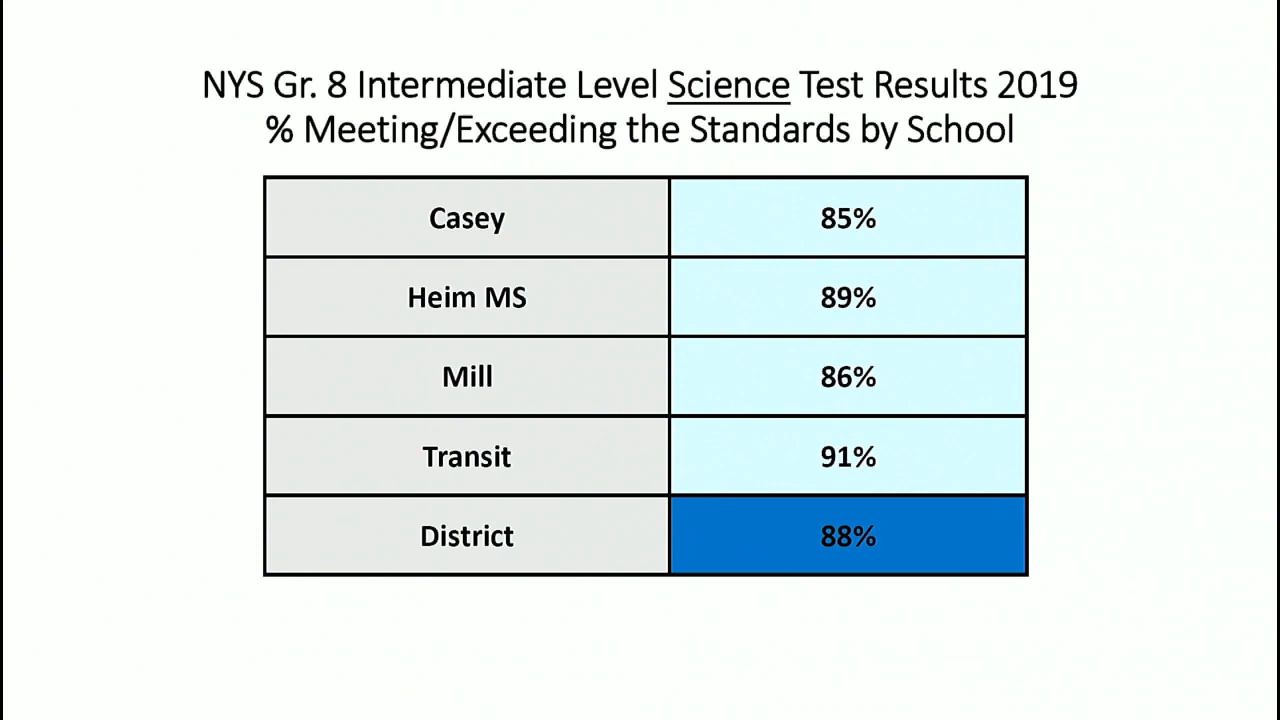 NYS Gr. 8 Intermediate Level Science Test Results 2019
% Meeting/Exceeding the Standards by School
Casey 85%
Heim MS 89%
Mill 86%
Transit 91%
District 88%